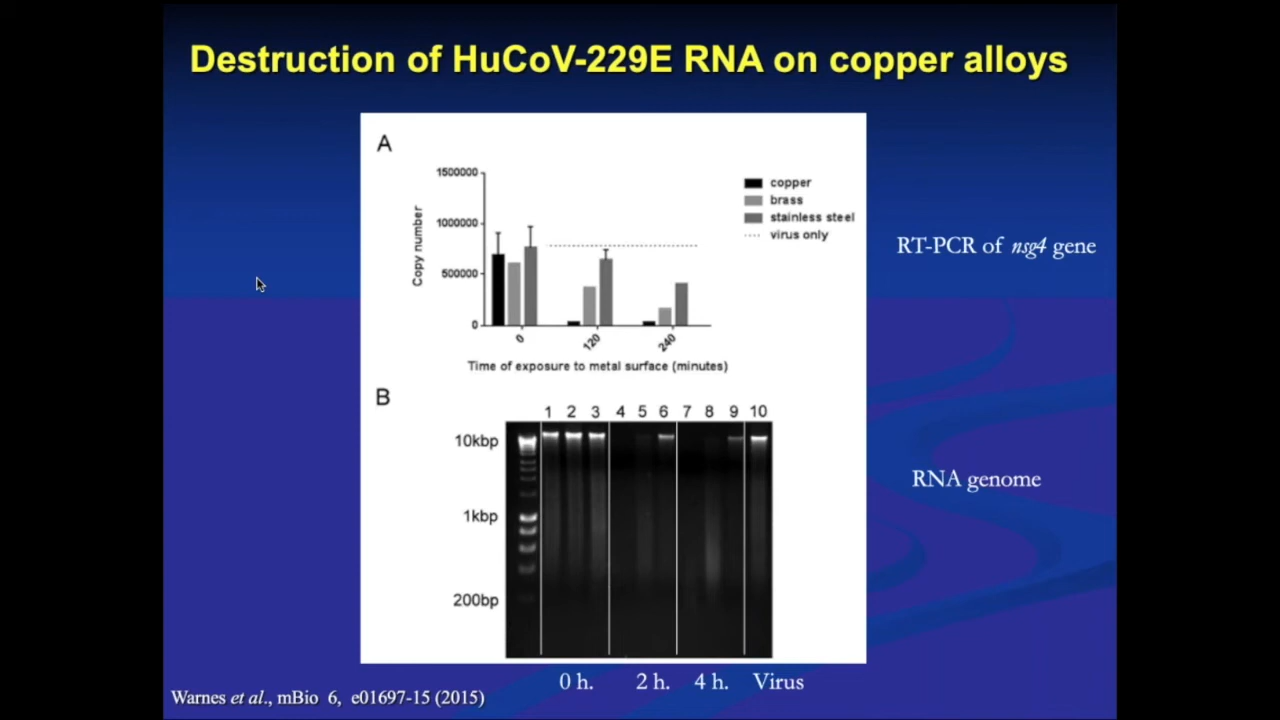 Destruction of HuCoV-229E RNA on copper alloys
A
1500000
1000000
500000
0
Copy number
copper
brass
stainless steel
virus only
0
120
240
Time of exposure to metal surface (minutes)
RT-PCR of nsg4 gene
B
1 2 3 4 5 6 7 8 9 10
10kbp
1kbp
200bp
RNA genome
0 h. 2 h. 4 h. Virus
Warnes et al., mBio 6, e01697-15 (2015)